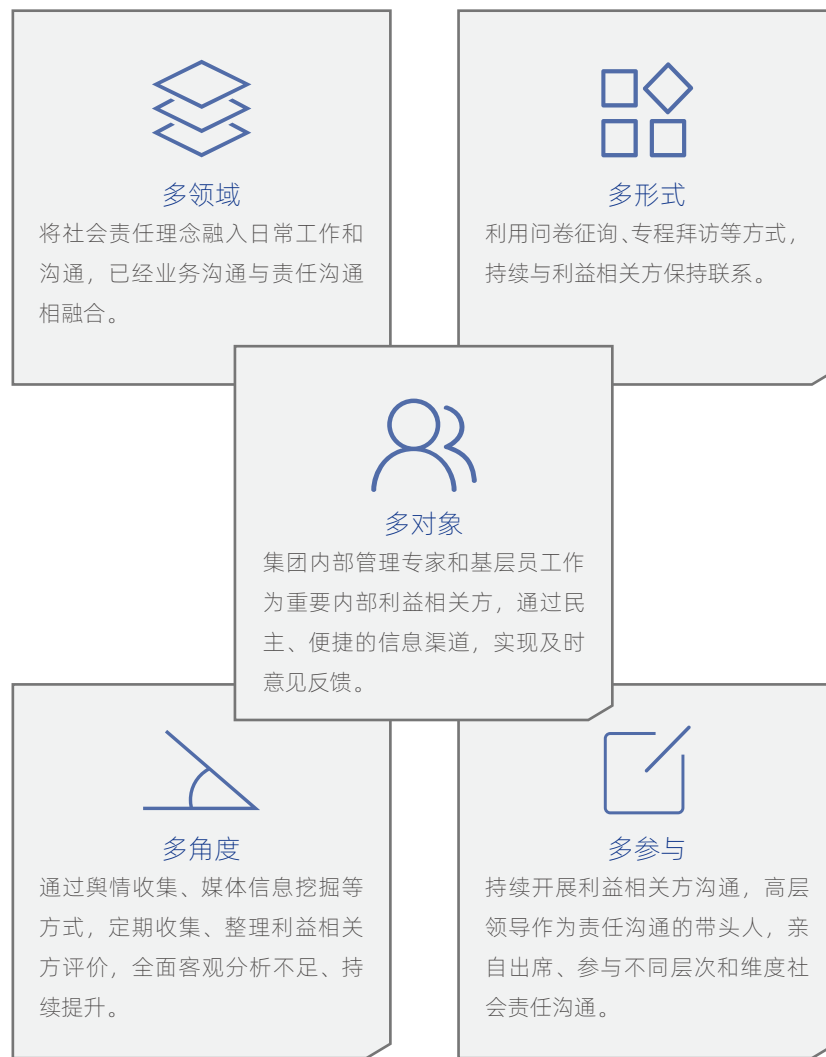 多领域
将社会责任理念融入日常工作和
沟通，已经业务沟通与责任沟通
相融合。
多形式
利用问卷征询、专程拜访等方式，
持续与利益相关方保持联系。
多对象
集团内部管理专家和基层员工作
为重要内部利益相关方，通过民
主、便捷的信息渠道，实现及时
意见反馈。
多角度
通过舆情收集、媒体信息挖掘等
方式，定期收集、整理利益相关
方评价，全面客观分析不足、持
续提升。
多参与
持续开展利益相关方沟通，高层
领导作为责任沟通的带头人，亲
自出席、参与不同层次和维度社
会责任沟通。